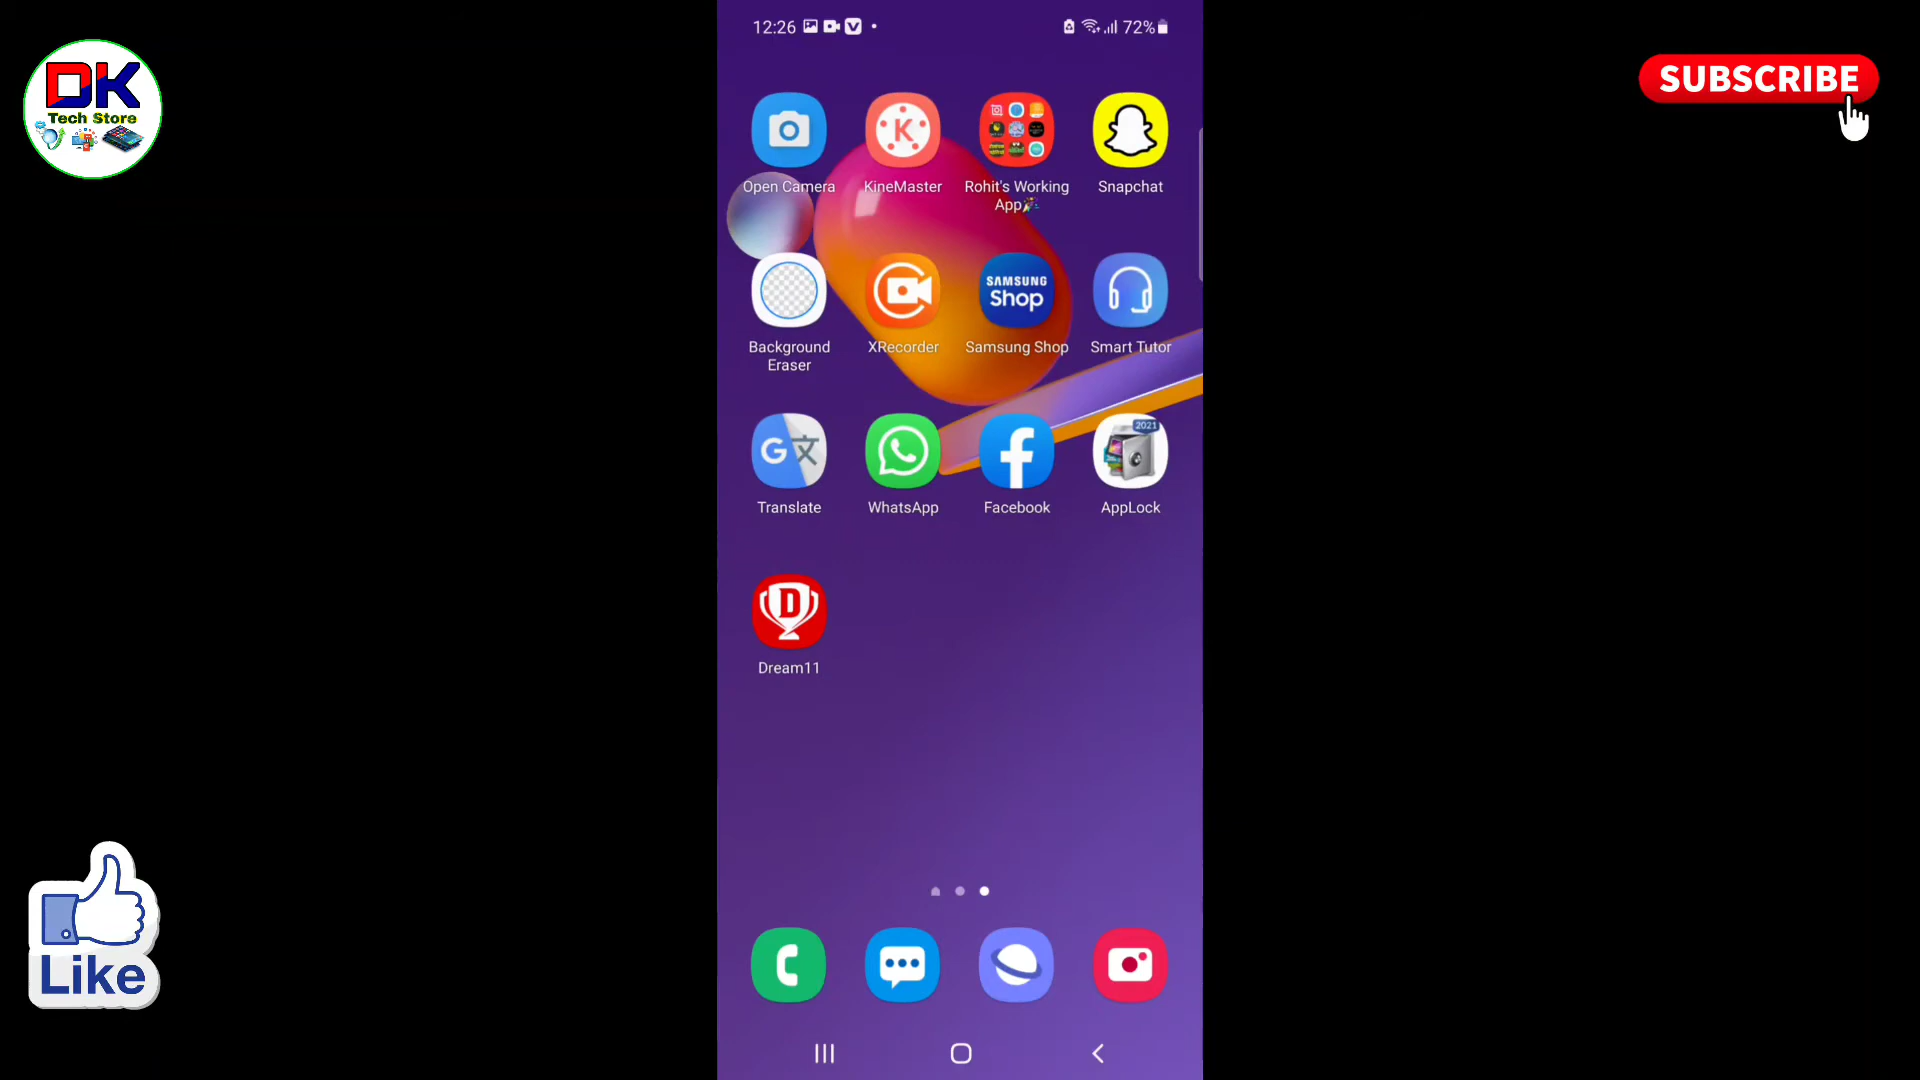 12:26
72%
DK
Tech Store
SUBSCRIBE
Open Camera
KineMaster
Rohit's Working
App🎉
Snapchat
SAMSUNG
Shop
Background
Eraser
XRecorder
Samsung Shop
Smart Tutor
2021
Translate
WhatsApp
Facebook
AppLock
D
Dream11
Like